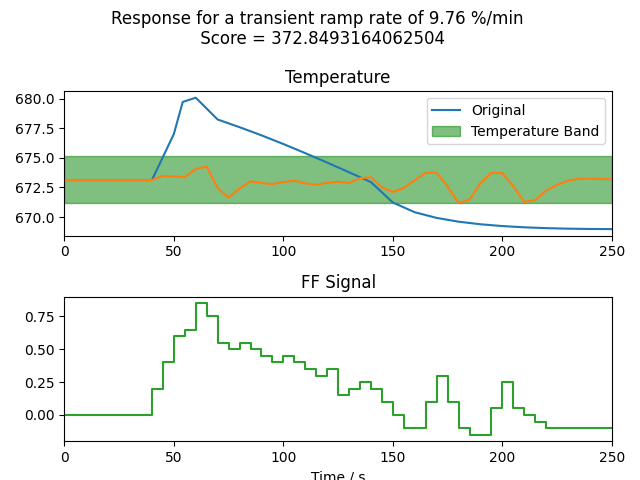 Response for a transient ramp rate of 9.76 %/min
Score = 372.8493164062504
Temperature
680.0
677.5
675.0
672.5
670.0
Original
Temperature Band
0 50 100 150 200 250
FF Signal
0.75
0.50
0.25
0.00
0 50 100 150 200 250
Time / s